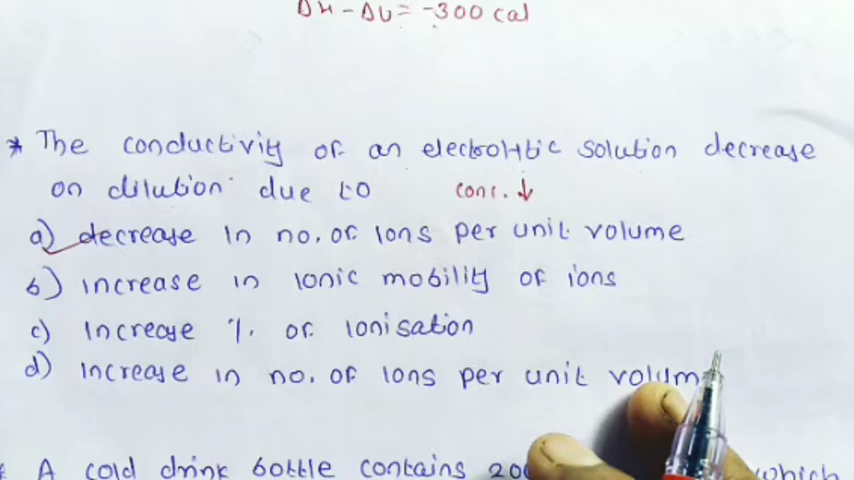 ΔH - ΔU = -300 cal
* The conductivity of an electroltic solution decrease
on dilution due to conc. ↓
a) decrease in no. of Ions per unit volume
b) increase in Ionic mobility of ions
c) Increase % of Ionisation
d) Increase in no. of Ions per unit volum
A cold drink bottle contains 20 which